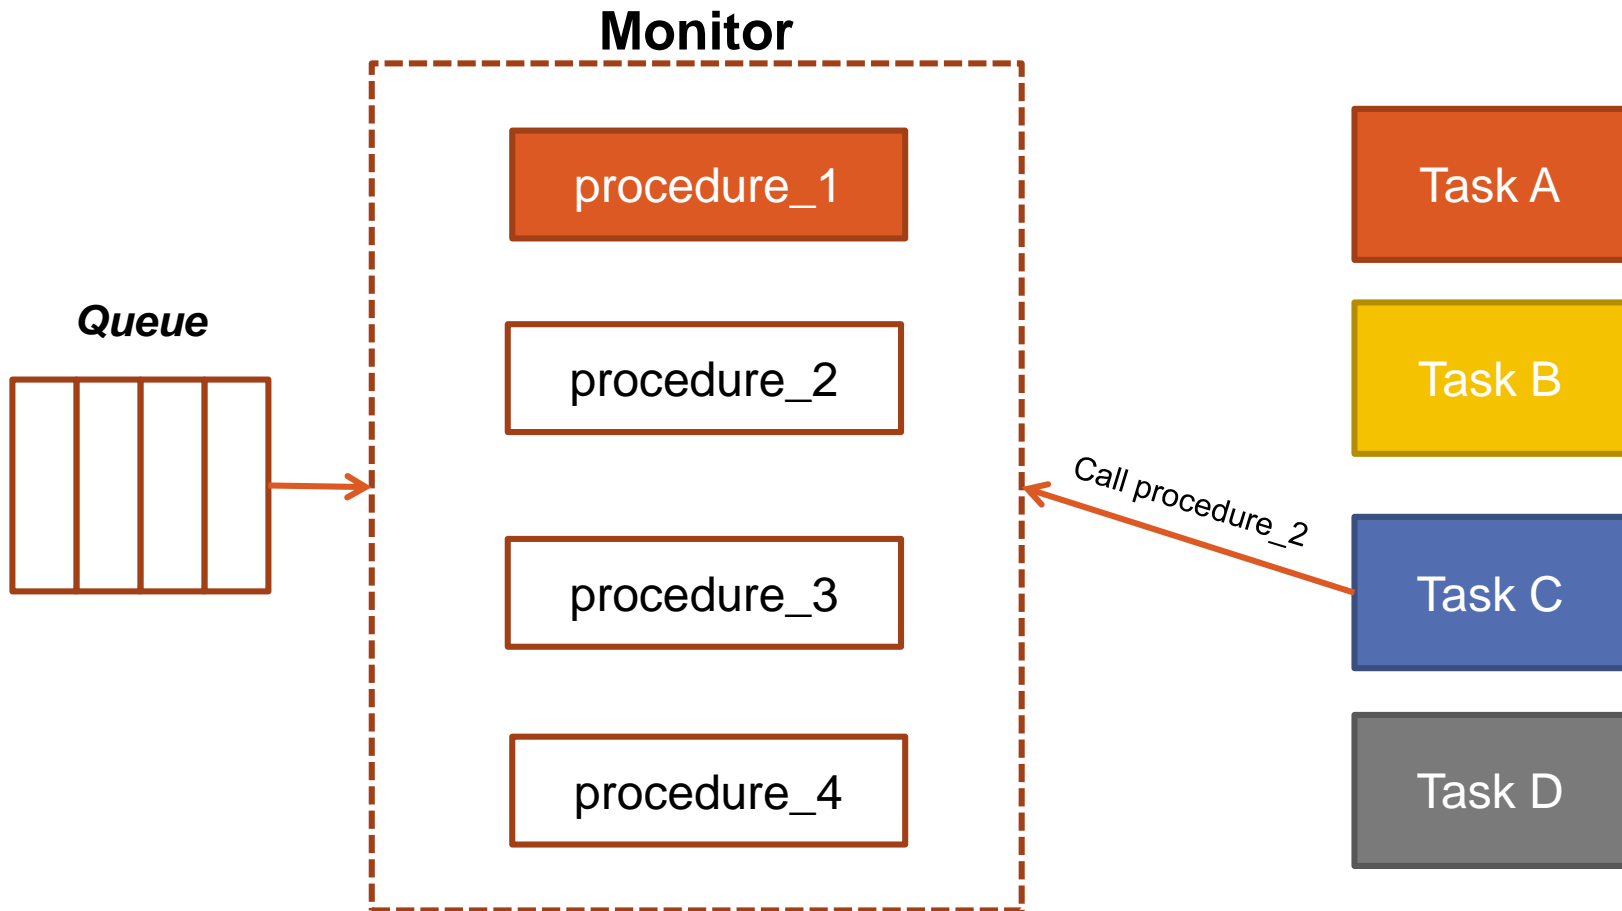 Monitor
procedure_1
Task A
Queue
procedure_2
Task B
Call procedure_2
procedure_3
Task C
procedure_4
Task D